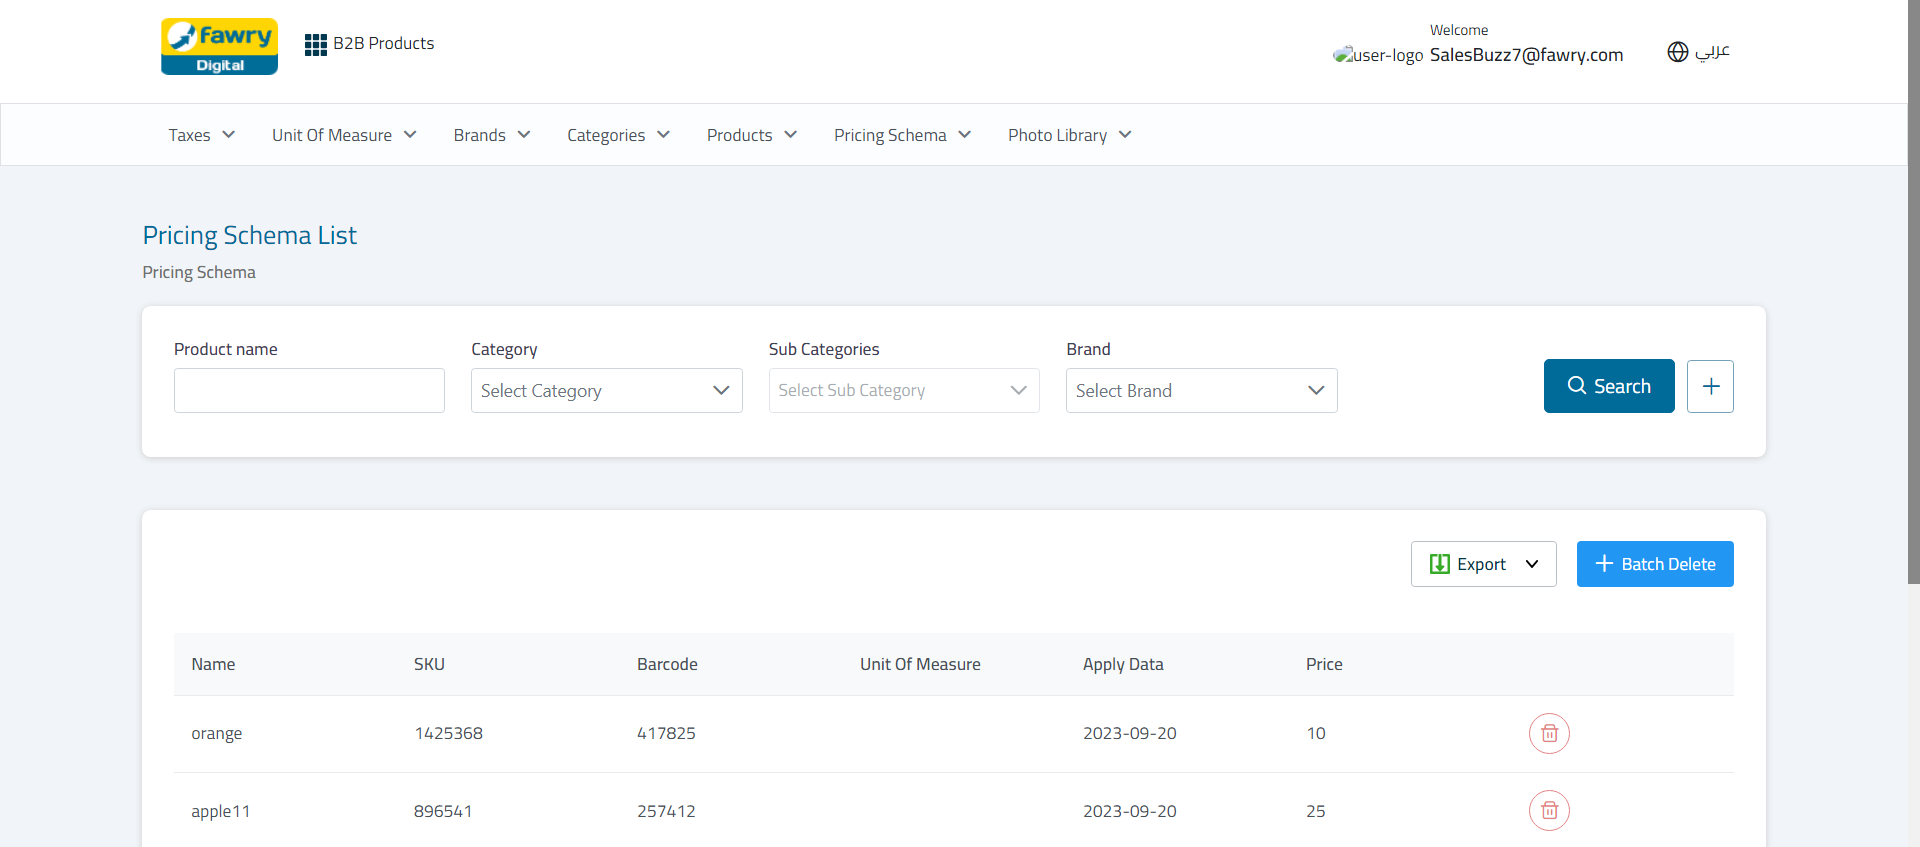 fawry
Digital
B2B Products
Welcome
user-logo SalesBuzz7@fawry.com
عربي
Taxes Unit Of Measure Brands Categories Products Pricing Schema Photo Library
Pricing Schema List
Pricing Schema
Product name Category Sub Categories Brand
Select Category Select Sub Category Select Brand Search
Export Batch Delete
Name SKU Barcode Unit Of Measure Apply Data Price
orange 1425368 417825 2023-09-20 10
apple11 896541 257412 2023-09-20 25